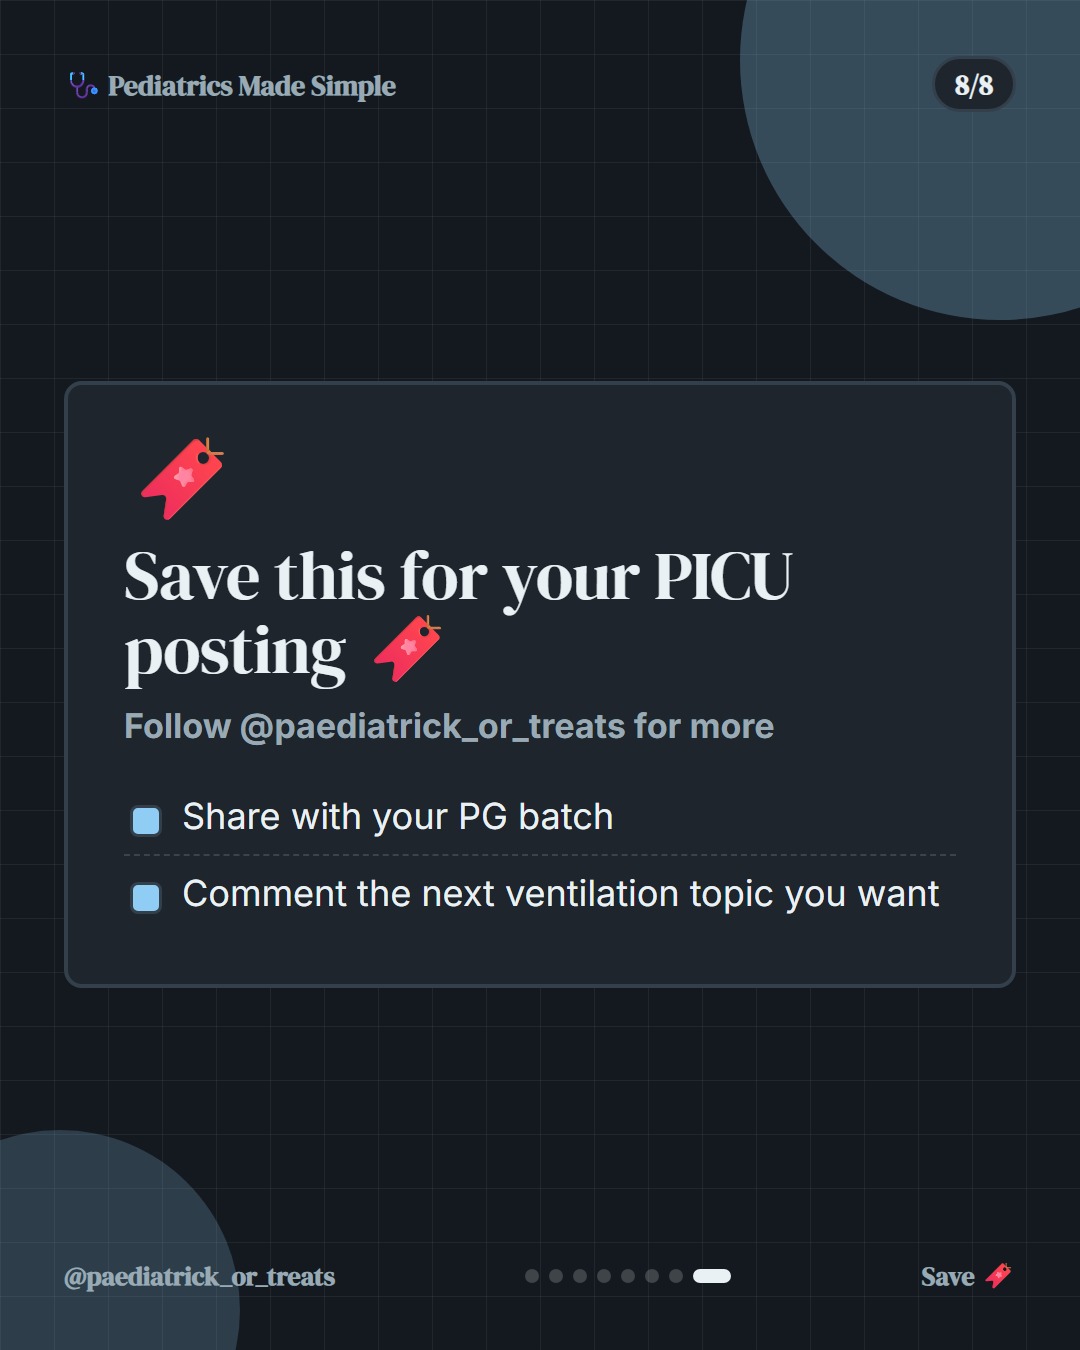 Pediatrics Made Simple
8/8
Save this for your PICU
posting
Follow @paediatrick_or_treats for more
Share with your PG batch
Comment the next ventilation topic you want
@paediatrick_or_treats
Save